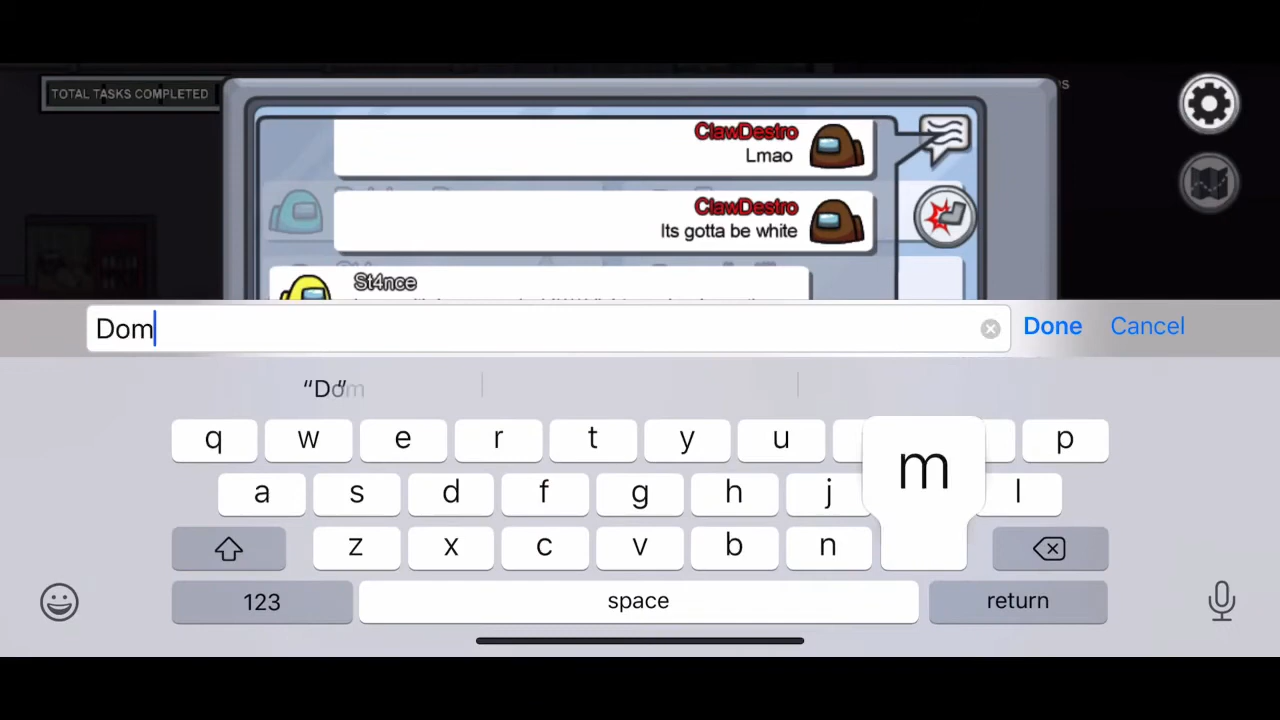 TOTAL TASKS COMPLETED
ClawDestro
Lmao
ClawDestro
Its gotta be white
St4nce
Dom
Done
Cancel
“Dom”
q w e r t y u p
m
a s d f g h j l
z x c v b n
123
space
return